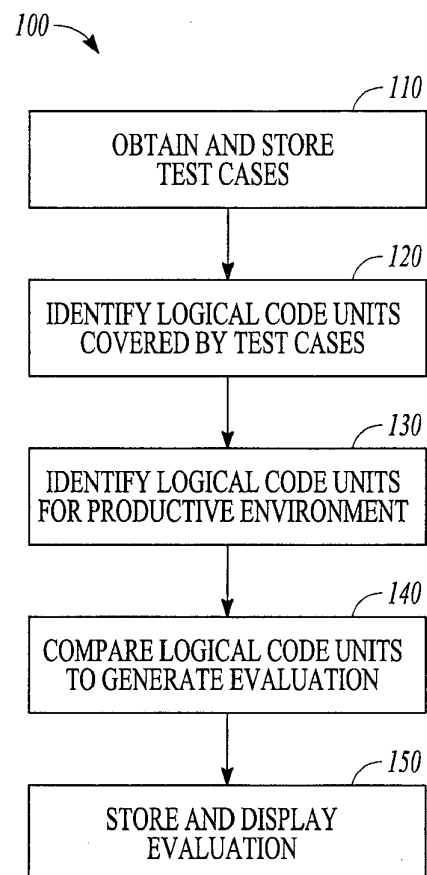 100
110
OBTAIN AND STORE
TEST CASES
120
IDENTIFY LOGICAL CODE UNITS
COVERED BY TEST CASES
130
IDENTIFY LOGICAL CODE UNITS
FOR PRODUCTIVE ENVIRONMENT
140
COMPARE LOGICAL CODE UNITS
TO GENERATE EVALUATION
150
STORE AND DISPLAY
EVALUATION